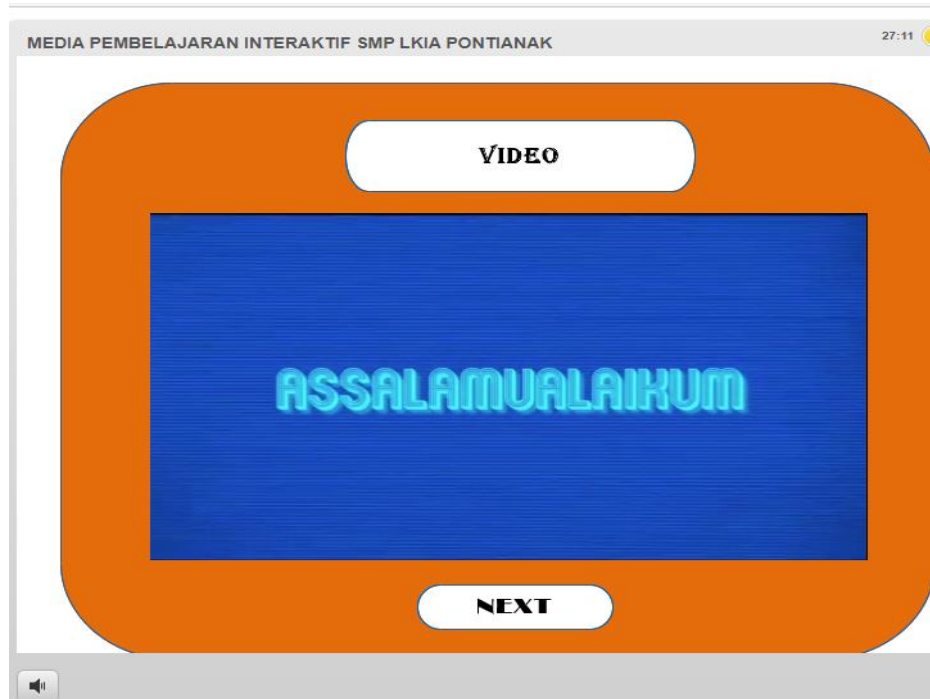 MEDIA PEMBELAJARAN INTERAKTIF SMP LKIA PONTIANAK
27:11
VIDEO
ASSALAMUALAIKUM
NEXT